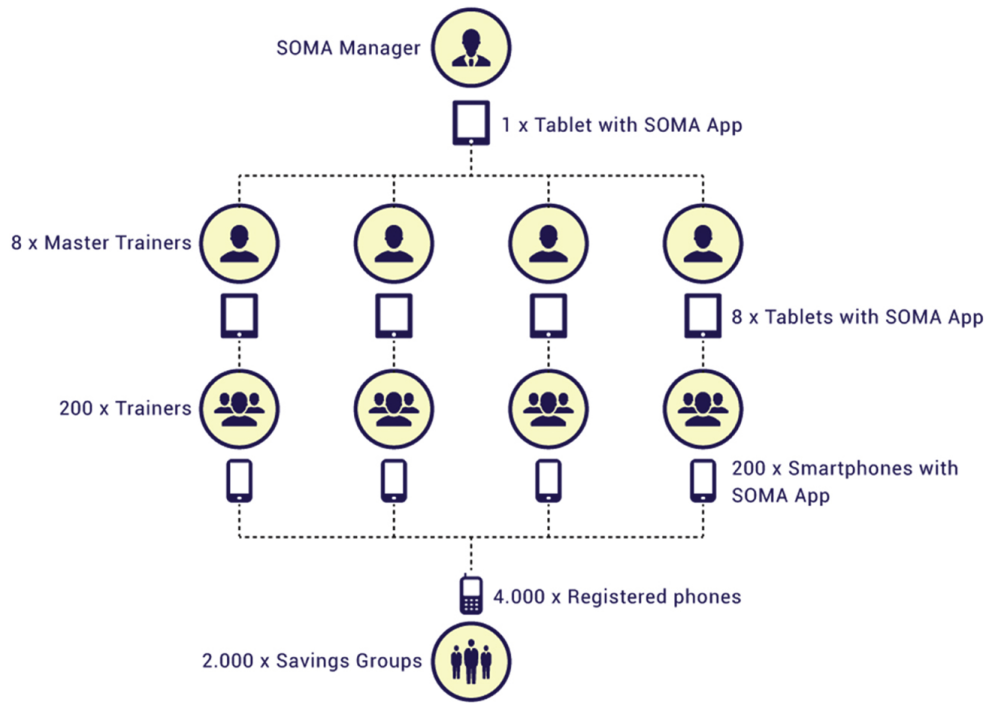 SOMA Manager
1 x Tablet with SOMA App
8 x Master Trainers
8 x Tablets with SOMA App
200 x Trainers
200 x Smartphones with
SOMA App
4.000 x Registered phones
2.000 x Savings Groups